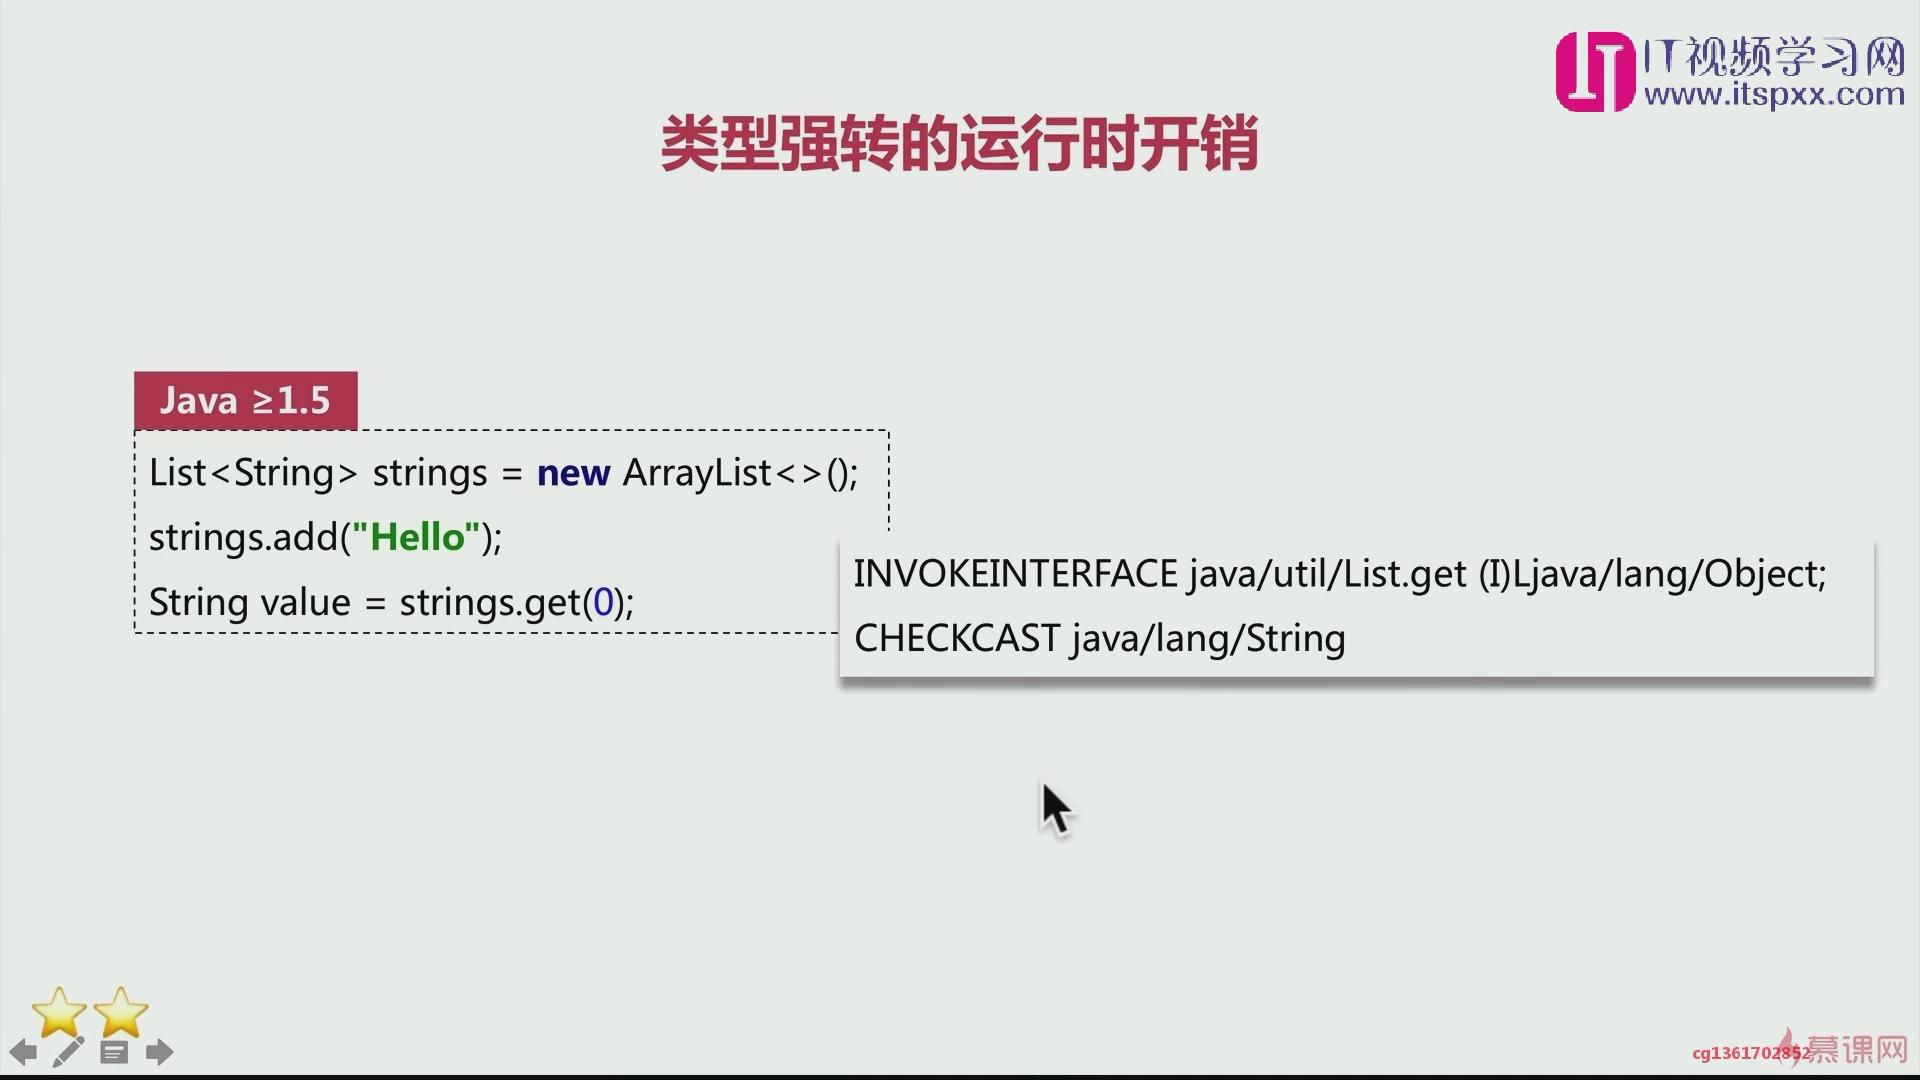 IT视频学习网
www.itspxx.com
类型强转的运行时开销
Java ≥1.5
List<String> strings = new ArrayList<>();
strings.add("Hello");
String value = strings.get(0);
INVOKEINTERFACE java/util/List.get (I)Ljava/lang/Object;
CHECKCAST java/lang/String
cg1361702852
慕课网